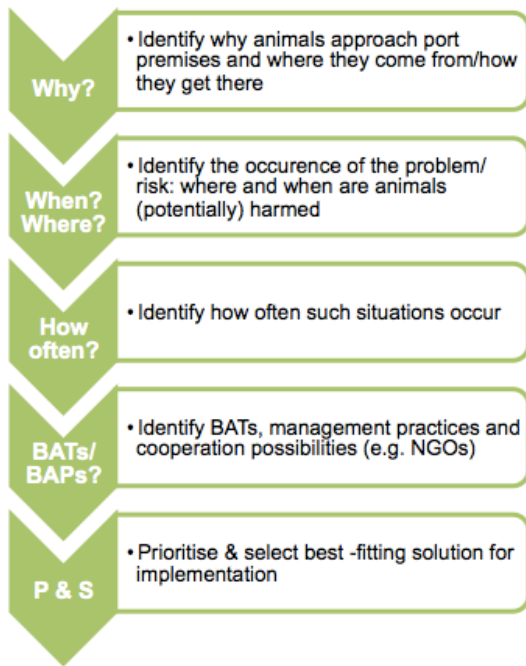 Why?
• Identify why animals approach port
premises and where they come from/how
they get there
When?
Where?
• Identify the occurence of the problem/
risk: where and when are animals
(potentially) harmed
How
often?
• Identify how often such situations occur
BATs/
BAPs?
• Identify BATs, management practices and
cooperation possibilities (e.g. NGOs)
P & S
• Prioritise & select best -fitting solution for
implementation